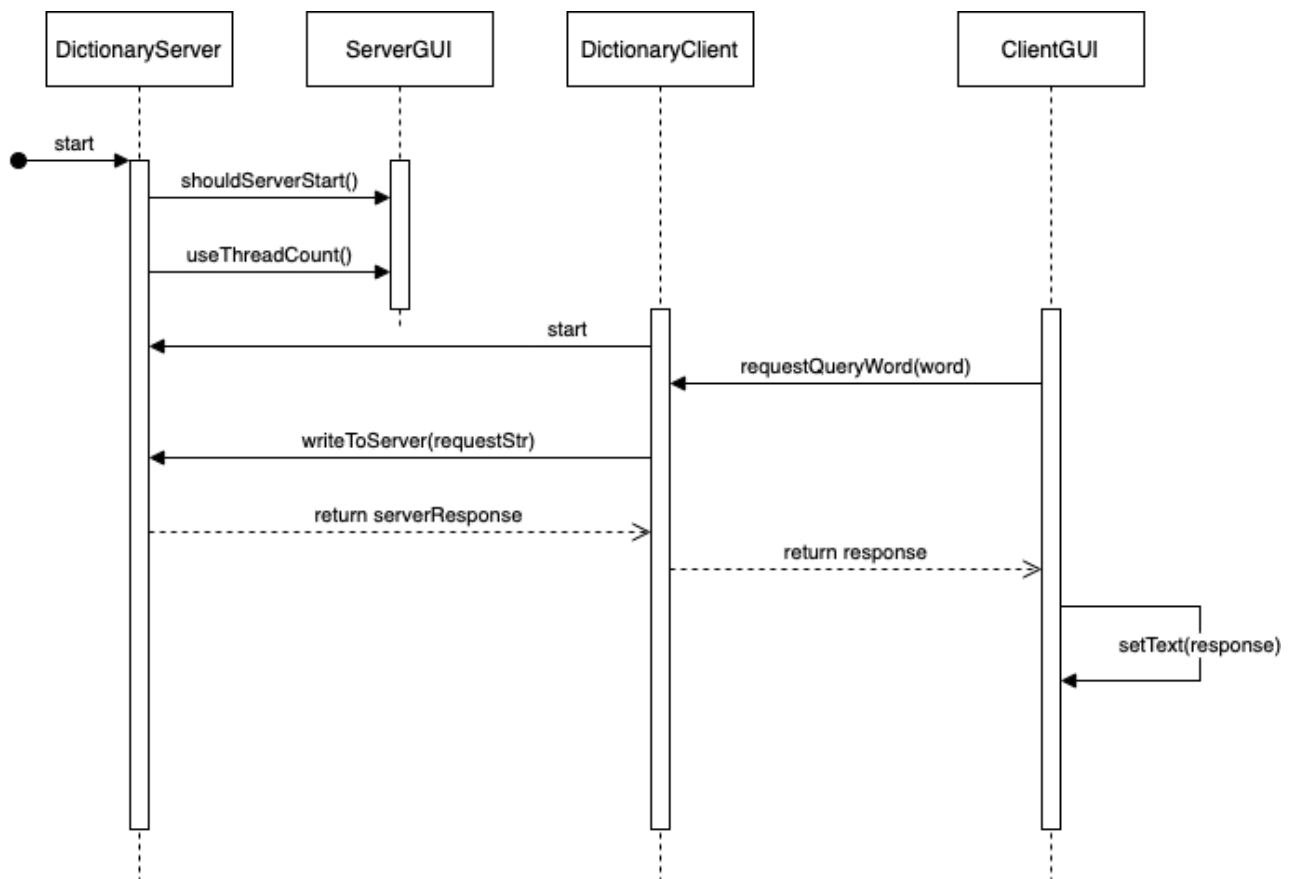 DictionaryServer
ServerGUI
DictionaryClient
ClientGUI
start
shouldServerStart()
useThreadCount()
start
requestQueryWord(word)
writeToServer(requestStr)
return serverResponse
return response
setText(response)